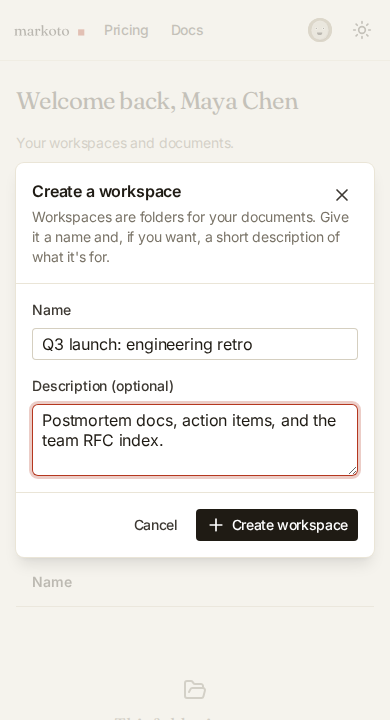 markoto
Pricing
Docs
Welcome back, Maya Chen
Your workspaces and documents.
Create a workspace
Workspaces are folders for your documents. Give
it a name and, if you want, a short description of
what it's for.
Name
Q3 launch: engineering retro
Description (optional)
Postmortem docs, action items, and the
team RFC index.
Cancel
Create workspace
Name